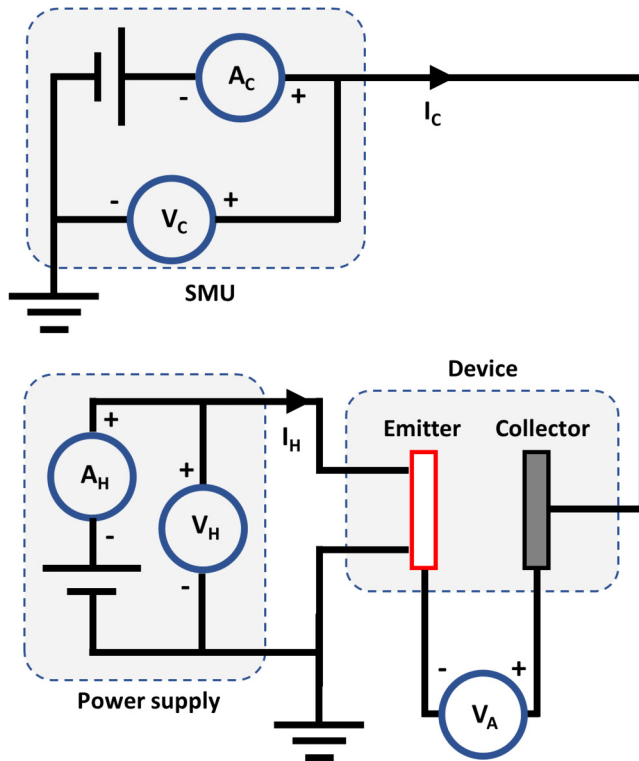 A_C
- +
I_C
- +
V_C
SMU
Device
+
I_H
Emitter Collector
+
A_H
V_H
-
-
- +
Power supply
V_A